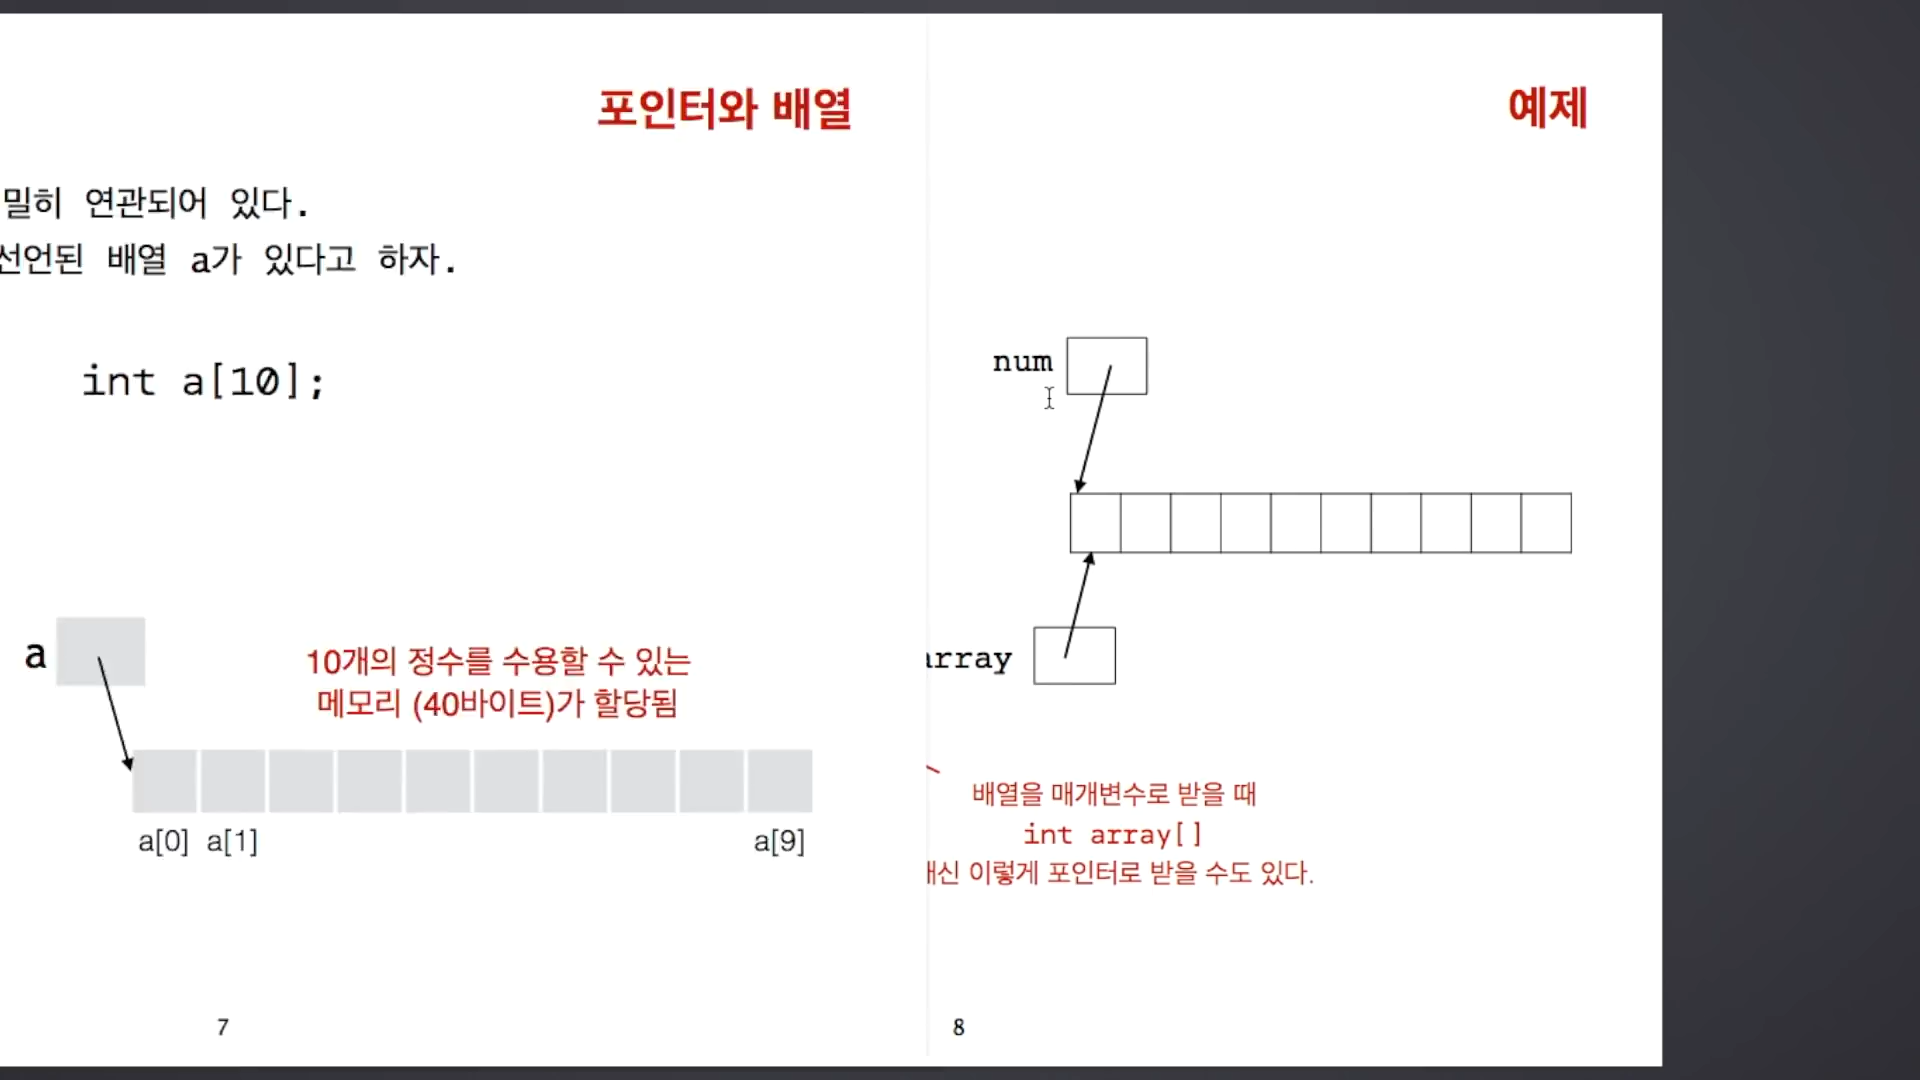 포인터와 배열
밀히 연관되어 있다.
선언된 배열 a가 있다고 하자.
int a[10];
a
10개의 정수를 수용할 수 있는
메모리 (40바이트)가 할당됨
a[0] a[1] a[9]
7
예제
num
array
배열을 매개변수로 받을 때
int array[]
대신 이렇게 포인터로 받을 수도 있다.
8